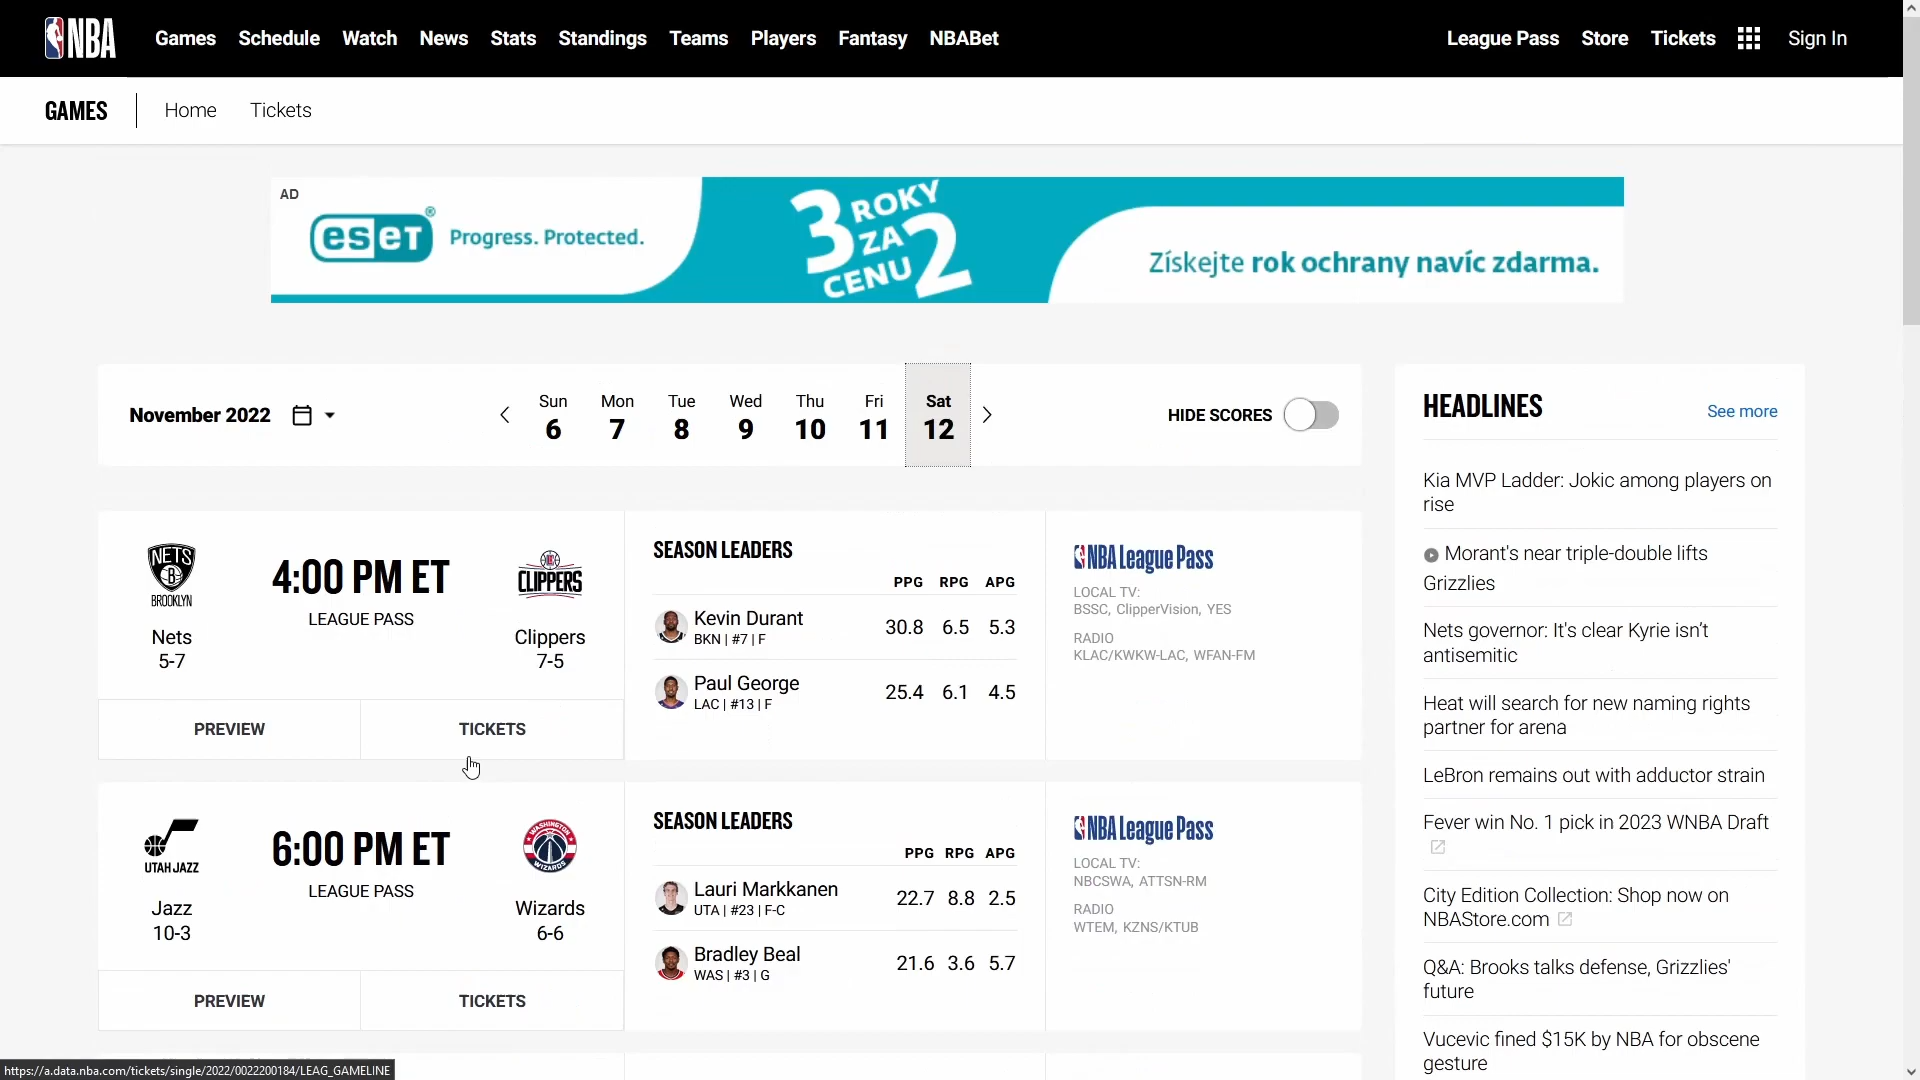 NBA
Games Schedule Watch News Stats Standings Teams Players Fantasy NBABet
League Pass Store Tickets Sign In
GAMES Home Tickets
AD
eset® Progress. Protected.
3 ROKY
ZA 2
CENU
Získejte rok ochrany navíc zdarma.
November 2022
Sun Mon Tue Wed Thu Fri Sat
6 7 8 9 10 11 12
HIDE SCORES
NETS
B
BROOKLYN
Nets
5-7
4:00 PM ET
LEAGUE PASS
CLIPPERS
Clippers
7-5
PREVIEW TICKETS
SEASON LEADERS
PPG RPG APG
Kevin Durant 30.8 6.5 5.3
BKN | #7 | F
Paul George 25.4 6.1 4.5
LAC | #13 | F
NBA League Pass
LOCAL TV:
BSSC, ClipperVision, YES
RADIO
KLAC/KWKW-LAC, WFAN-FM
UTAH JAZZ
Jazz
10-3
6:00 PM ET
LEAGUE PASS
WASHINGTON
WIZARDS
Wizards
6-6
PREVIEW TICKETS
SEASON LEADERS
PPG RPG APG
Lauri Markkanen 22.7 8.8 2.5
UTA | #23 | F-C
Bradley Beal 21.6 3.6 5.7
WAS | #3 | G
NBA League Pass
LOCAL TV:
NBCSWA, ATTSN-RM
RADIO
WTEM, KZNS/KTUB
HEADLINES See more
Kia MVP Ladder: Jokic among players on
rise
Morant's near triple-double lifts
Grizzlies
Nets governor: It's clear Kyrie isn’t
antisemitic
Heat will search for new naming rights
partner for arena
LeBron remains out with adductor strain
Fever win No. 1 pick in 2023 WNBA Draft
City Edition Collection: Shop now on
NBAStore.com
Q&A: Brooks talks defense, Grizzlies'
future
Vucevic fined $15K by NBA for obscene
gesture
https://a.data.nba.com/tickets/single/2022/0022200184/LEAG_GAMELINE